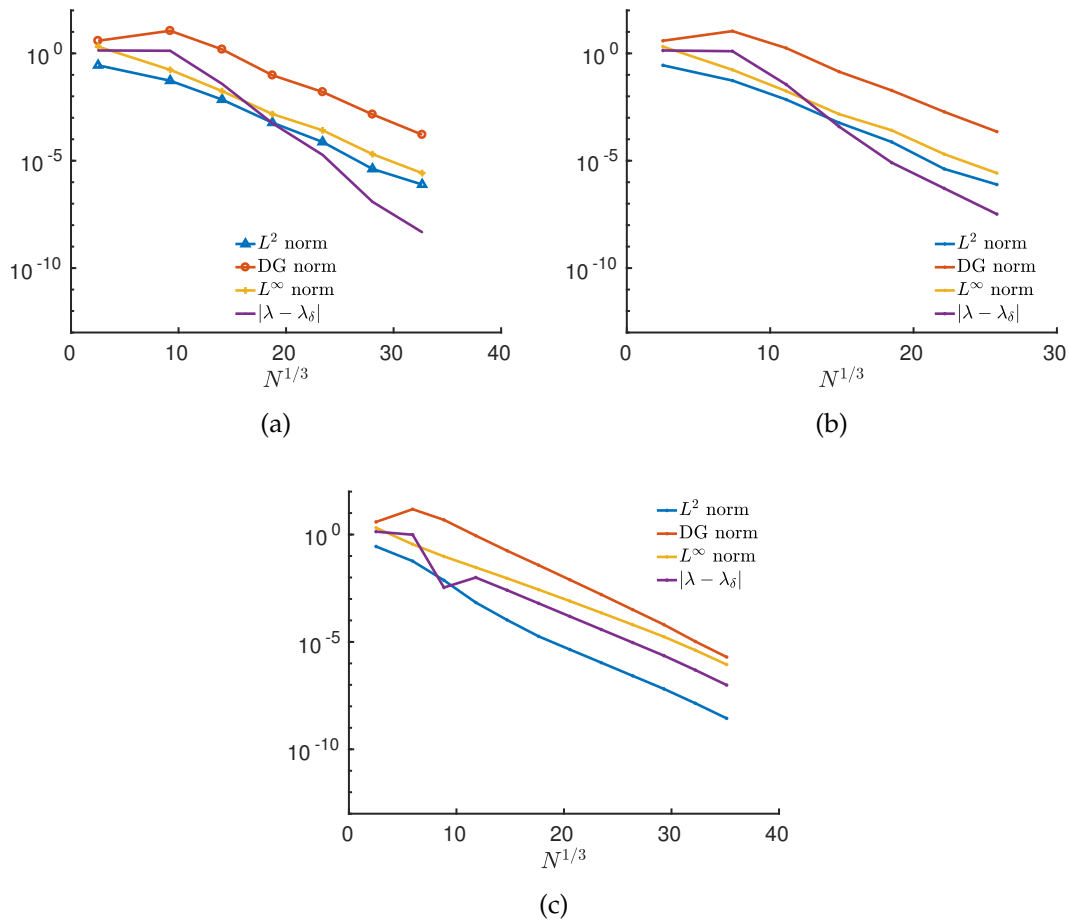 10^0
10^{-5}
10^{-10}
0 10 20 30 40
N^{1/3}
L^2 norm
DG norm
L^∞ norm
|λ − λ_δ|
(a)
10^0
10^{-5}
10^{-10}
0 10 20 30
N^{1/3}
L^2 norm
DG norm
L^∞ norm
|λ − λ_δ|
(b)
10^0
10^{-5}
10^{-10}
0 10 20 30 40
N^{1/3}
L^2 norm
DG norm
L^∞ norm
|λ − λ_δ|
(c)